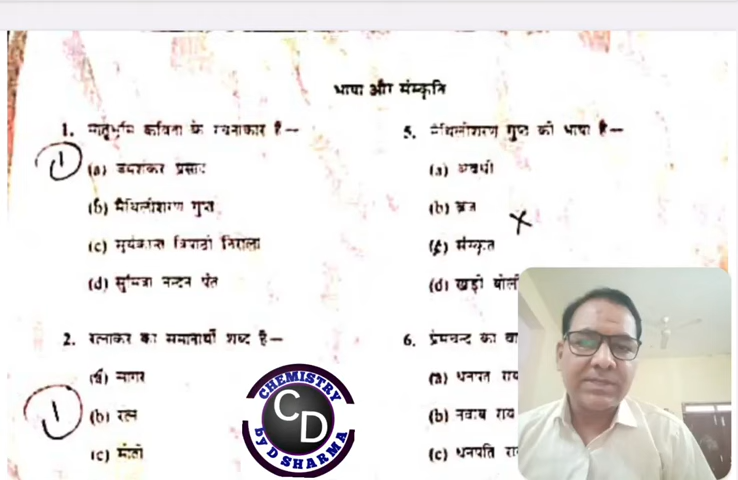 भाषा और संस्कृति
1. मातृभूमि कविता के रचनाकार है—
(a) जयशंकर प्रसाद
(b) मैथिलीशरण गुप्त
(c) सूर्यकान्त त्रिपाठी निराला
(d) सुमित्रा नन्दन पंत
2. रत्नाकर का समानार्थी शब्द है—
(a) सागर
(b) रत्न
(c) मोती
5. मैथिलीशरण गुप्त की भाषा है—
(a) अवधी
(b) ब्रज
(c) संस्कृत
(d) खड़ी बोली
6. प्रेमचन्द का
(a) धनपत राय
(b) नवाब राय
(c) धनपति
CHEMISTRY
CD
by D SHARMA